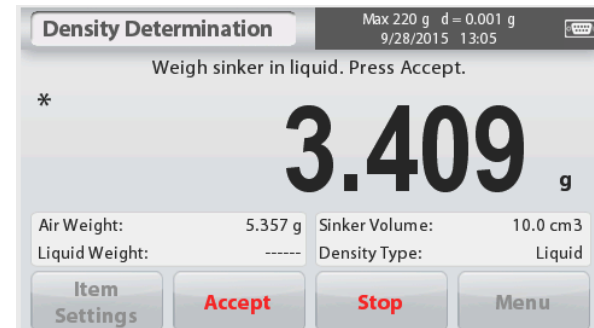 Density Determination
Max 220 g d = 0.001 g
9/28/2015 13:05
Weigh sinker in liquid. Press Accept.
*
3.409 g
Air Weight: 5.357 g
Liquid Weight: ------
Sinker Volume: 10.0 cm3
Density Type: Liquid
Item Settings
Accept
Stop
Menu